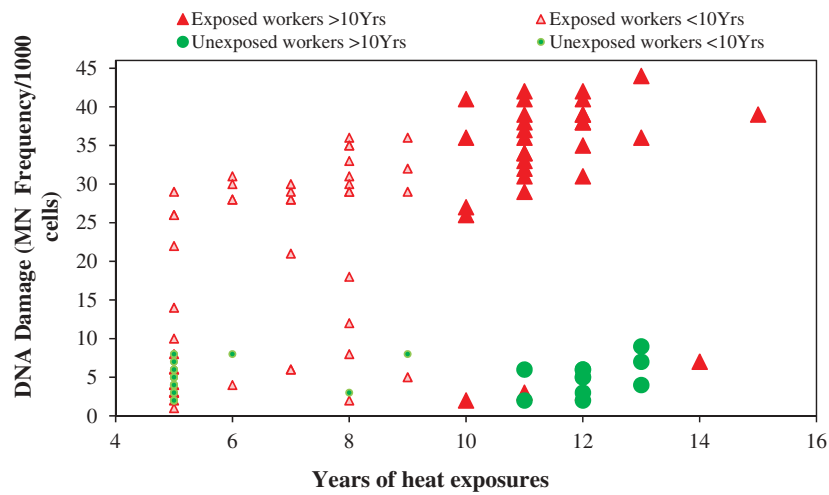 Exposed workers >10Yrs
Exposed workers <10Yrs
Unexposed workers >10Yrs
Unexposed workers <10Yrs
DNA Damage (MN Frequency/1000
cells)
45
40
35
30
25
20
15
10
5
0
4
6
8
10
12
14
16
Years of heat exposures